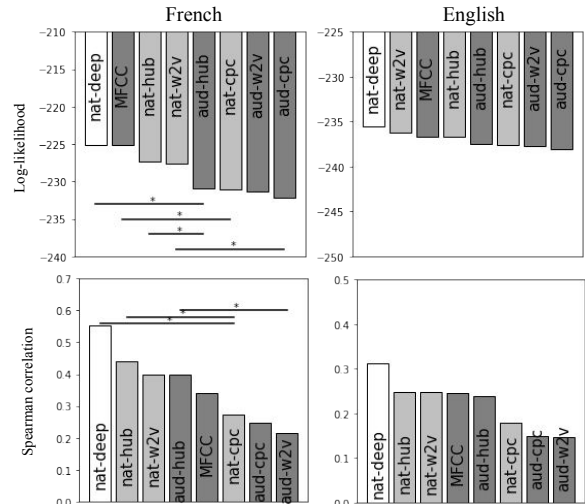 French
English
Log-likelihood
−210
−215
−220
−225
−230
−235
−240
nat-deep
MFCC
nat-hub
nat-w2v
aud-hub
nat-cpc
aud-w2v
aud-cpc
*
*
*
*
−225
−230
−235
−240
−245
−250
nat-deep
nat-w2v
MFCC
nat-hub
aud-hub
nat-cpc
aud-w2v
aud-cpc
Spearman correlation
0.7
0.6
0.5
0.4
0.3
0.2
0.1
0.0
nat-deep
nat-hub
nat-w2v
aud-hub
MFCC
nat-cpc
aud-cpc
aud-w2v
*
*
*
0.5
0.4
0.3
0.2
0.1
0.0
nat-deep
nat-hub
nat-w2v
MFCC
aud-hub
nat-cpc
aud-cpc
aud-w2v